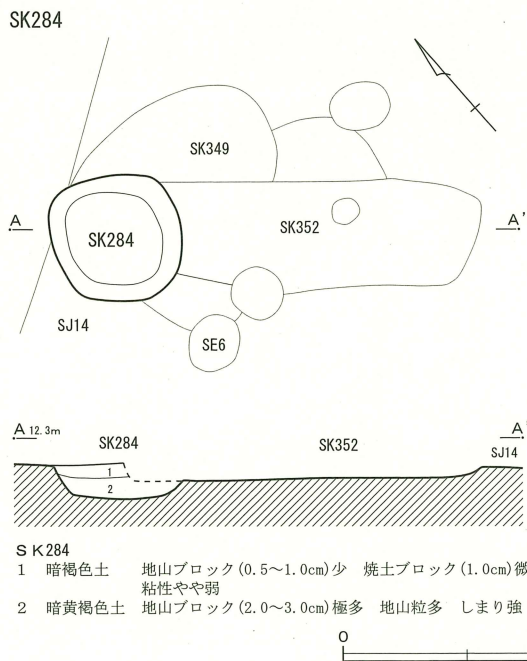 SK284
SK349
A
A'
SK284
SK352
SJ14
SE6
A 12.3m
A
SK284
SK352
SJ14
1
2
SK284
1 暗褐色土 地山ブロック(0.5～1.0cm)少 焼土ブロック(1.0cm)微
粘性やや弱
2 暗黄褐色土 地山ブロック(2.0～3.0cm)極多 地山粒多 しまり強
0